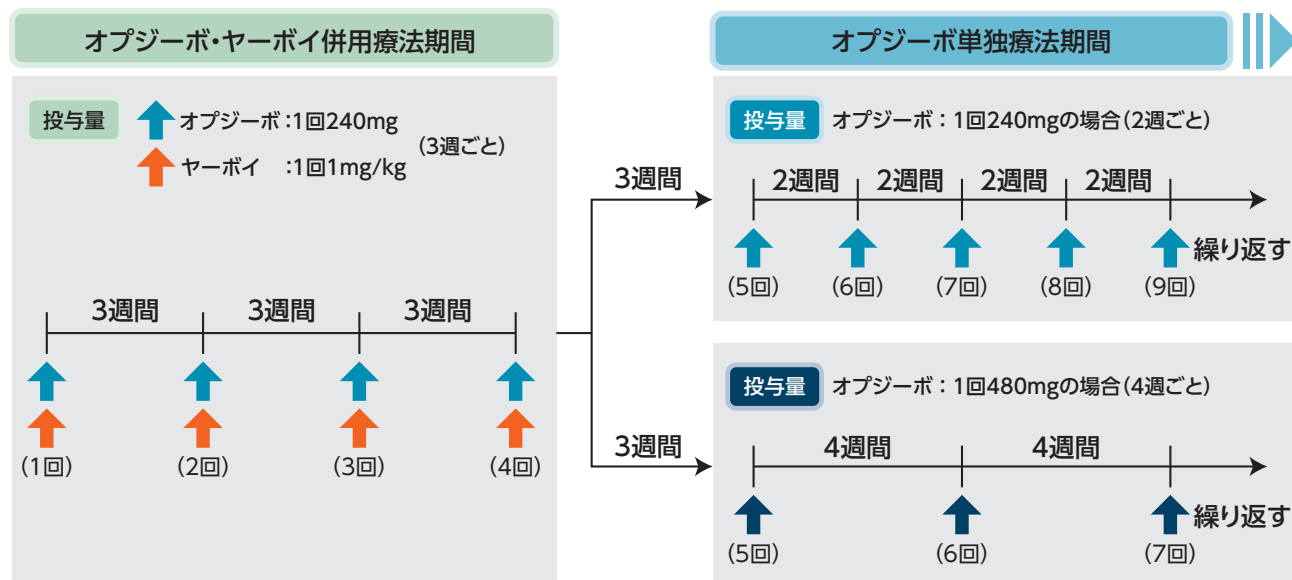 オプジーボ・ヤーボイ併用療法期間
投与量
オプジーボ：1回240mg
ヤーボイ　：1回1mg/kg
(3週ごと)
3週間 3週間 3週間
(1回) (2回) (3回) (4回)
オプジーボ単独療法期間
3週間
投与量 オプジーボ：1回240mgの場合(2週ごと)
2週間 2週間 2週間 2週間
繰り返す
(5回) (6回) (7回) (8回) (9回)
3週間
投与量 オプジーボ：1回480mgの場合(4週ごと)
4週間 4週間
繰り返す
(5回) (6回) (7回)